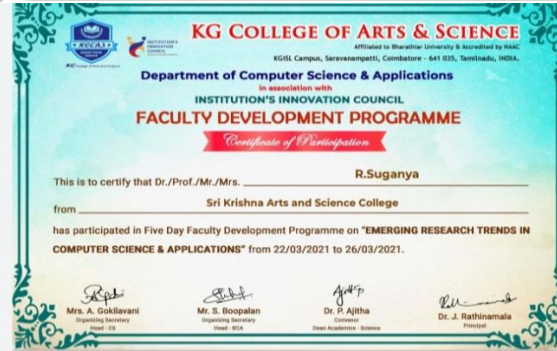 KGCAS
INSTITUTION'S
INNOVATION
COUNCIL
KG COLLEGE OF ARTS & SCIENCE
Affiliated to Bharathiar University & Accredited by NAAC
KGiSL Campus, Saravanampatti, Coimbatore - 641 035, Tamilnadu, INDIA.
Department of Computer Science & Applications
in association with
INSTITUTION'S INNOVATION COUNCIL
FACULTY DEVELOPMENT PROGRAMME
Certificate of Participation
This is to certify that Dr./Prof./Mr./Mrs. R.Suganya
from Sri Krishna Arts and Science College
has participated in Five Day Faculty Development Programme on "EMERGING RESEARCH TRENDS IN
COMPUTER SCIENCE & APPLICATIONS" from 22/03/2021 to 26/03/2021.
Mrs. A. Gokilavani
Organizing Secretary
Head - CS
Mr. S. Boopalan
Organizing Secretary
Head - BCA
Dr. P. Ajitha
Convenor
Dean Academics - Science
Dr. J. Rathinamala
Principal